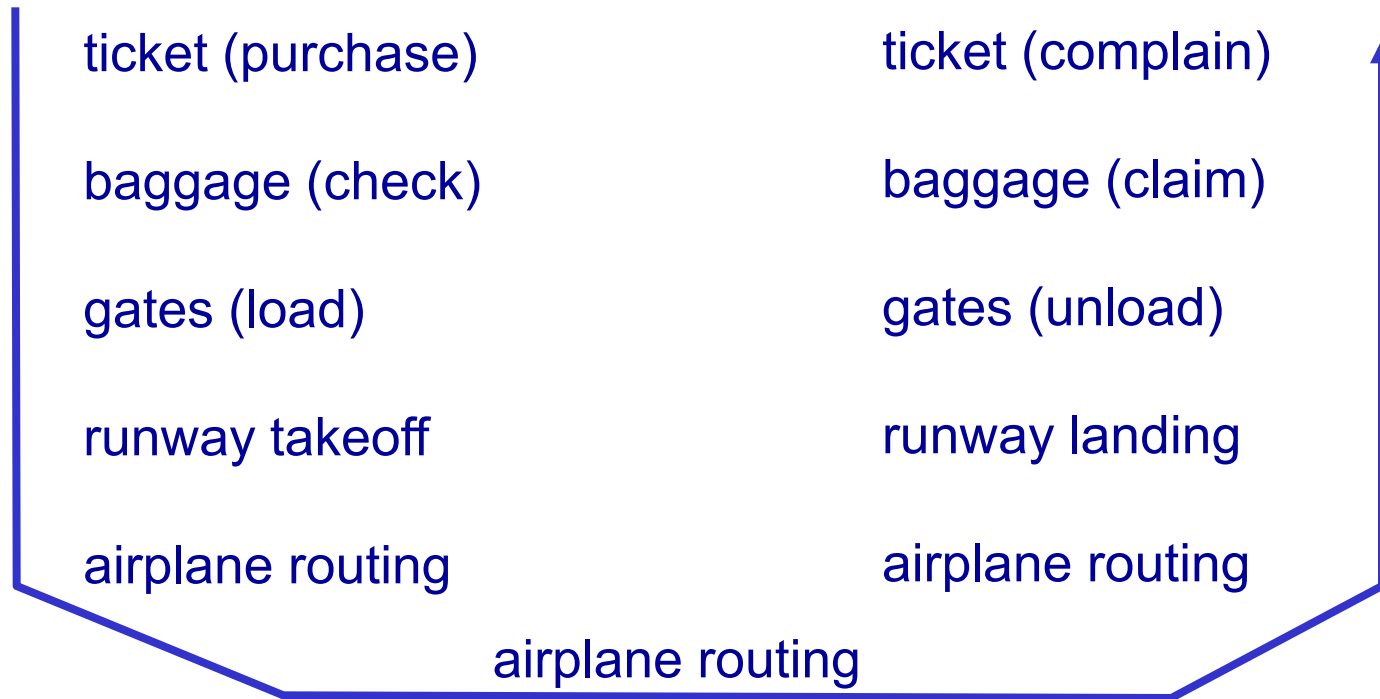 ticket (purchase)
baggage (check)
gates (load)
runway takeoff
airplane routing
ticket (complain)
baggage (claim)
gates (unload)
runway landing
airplane routing
airplane routing